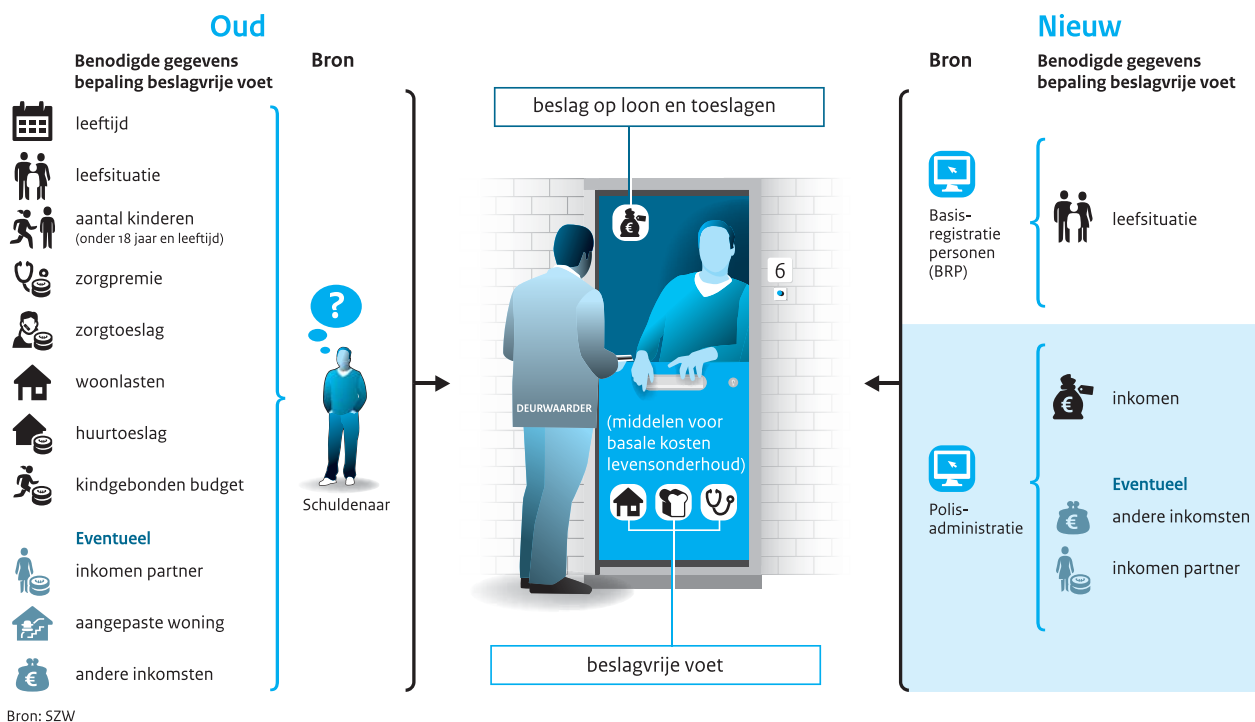 Oud
Benodigde gegevens
bepaling beslagvrije voet
Bron
leeftijd
leefsituatie
aantal kinderen
(onder 18 jaar en leeftijd)
zorgpremie
zorgtoeslag
woonlasten
huurtoeslag
kindgebonden budget
Eventueel
inkomen partner
aangepaste woning
andere inkomsten
?
Schuldenaar
beslag op loon en toeslagen
€
6
DEURWAARDER
(middelen voor
basale kosten
levensonderhoud)
beslagvrije voet
Nieuw
Bron
Benodigde gegevens
bepaling beslagvrije voet
Basis-
registratie
personen
(BRP)
leefsituatie
Polis-
administratie
€
inkomen
Eventueel
€
andere inkomsten
inkomen partner
€
Bron: SZW